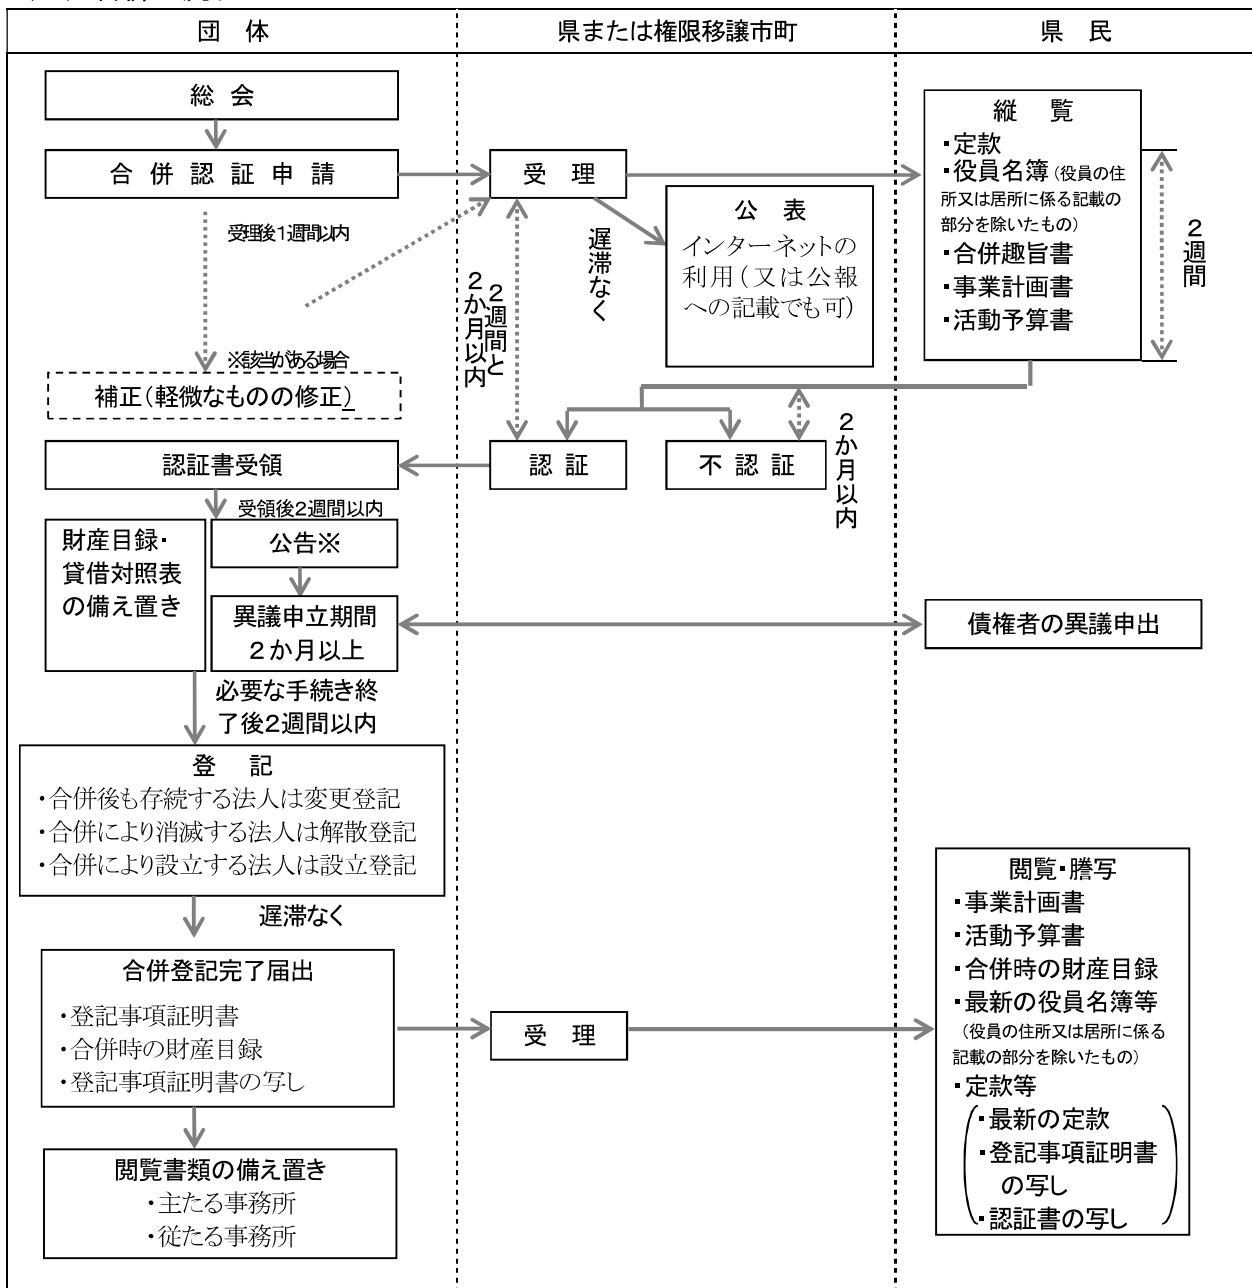 団 体
県または権限移譲市町
県 民
総 会
合 併 認 証 申 請
受理後1週間以内
※該当がある場合
補正(軽微なものの修正)
受 理
遅滞なく
公 表
インターネットの
利用(又は公報
への記載でも可)
2週間と
2か月以内
縦 覧
・定款
・役員名簿(役員の住
所又は居所に係る記載の
部分を除いたもの)
・合併趣旨書
・事業計画書
・活動予算書
2週間
認 証
不 認 証
2か月以内
認証書受領
受領後2週間以内
財産目録・
貸借対照表
の備え置き
公告※
異議申立期間
2か月以上
債権者の異議申出
必要な手続き終
了後2週間以内
登 記
・合併後も存続する法人は変更登記
・合併により消滅する法人は解散登記
・合併により設立する法人は設立登記
遅滞なく
合併登記完了届出
・登記事項証明書
・合併時の財産目録
・登記事項証明書の写し
受 理
閲覧・謄写
・事業計画書
・活動予算書
・合併時の財産目録
・最新の役員名簿等
(役員の住所又は居所に係る
記載の部分を除いたもの)
・定款等
・最新の定款
・登記事項証明書
の写し
・認証書の写し
閲覧書類の備え置き
・主たる事務所
・従たる事務所